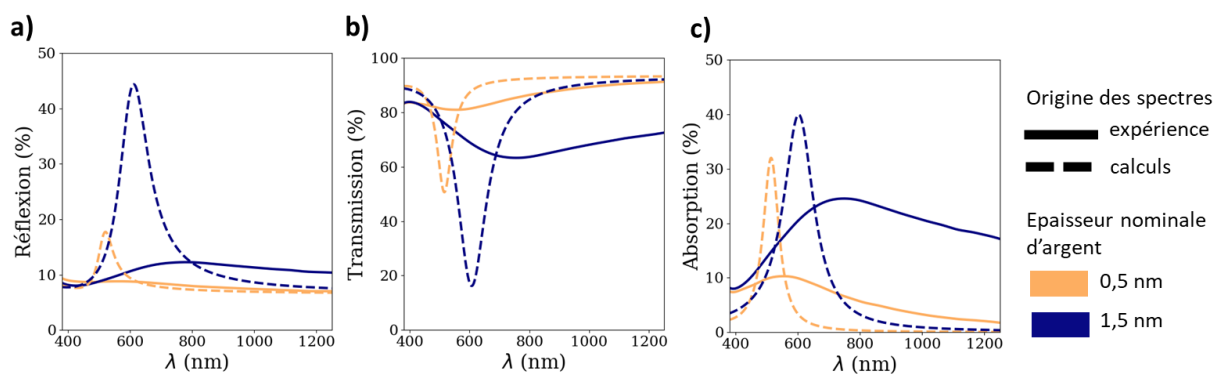 a)
Réflexion (%)
50
40
30
20
10
0
400
600
800
1000
1200
λ (nm)
b)
Transmission (%)
100
80
60
40
20
0
400
600
800
1000
1200
λ (nm)
c)
Absorption (%)
50
40
30
20
10
0
400
600
800
1000
1200
λ (nm)
Origine des spectres
expérience
calculs
Epaisseur nominale
d’argent
0,5 nm
1,5 nm